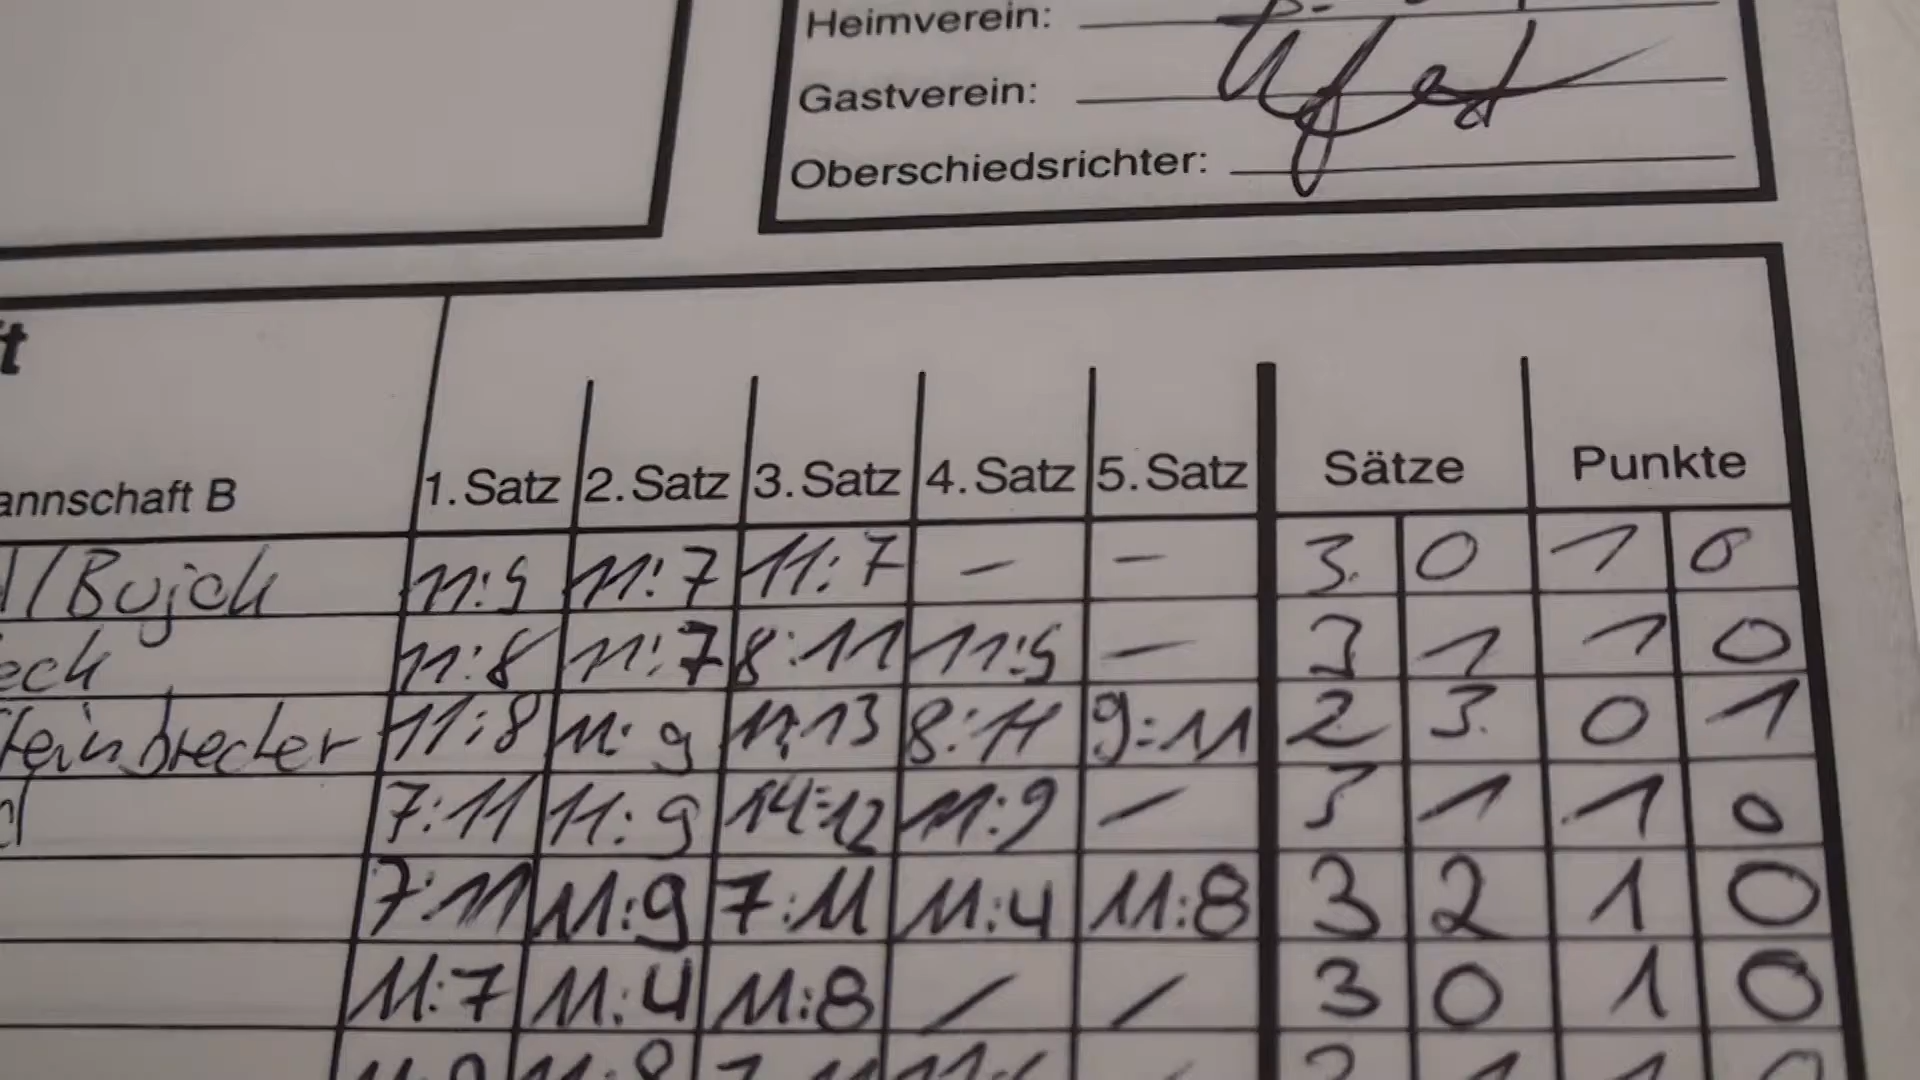 Heimverein:
Gastverein:
Oberschiedsrichter:
t
annschaft B 1. Satz 2. Satz 3. Satz 4. Satz 5. Satz Sätze Punkte
/Bujok 11:5 11:7 11:7 - - 3 0 1 0
eck 11:8 11:7 8:11 11:5 - 3 1 1 0
teinbrecher 11:8 11:9 11:13 8:11 9:11 2 3 0 1
d 7:11 11:9 14:12 11:9 - 3 1 1 0
7:11 11:9 7:11 11:4 11:8 3 2 1 0
11:7 11:4 11:8 / / 3 0 1 0